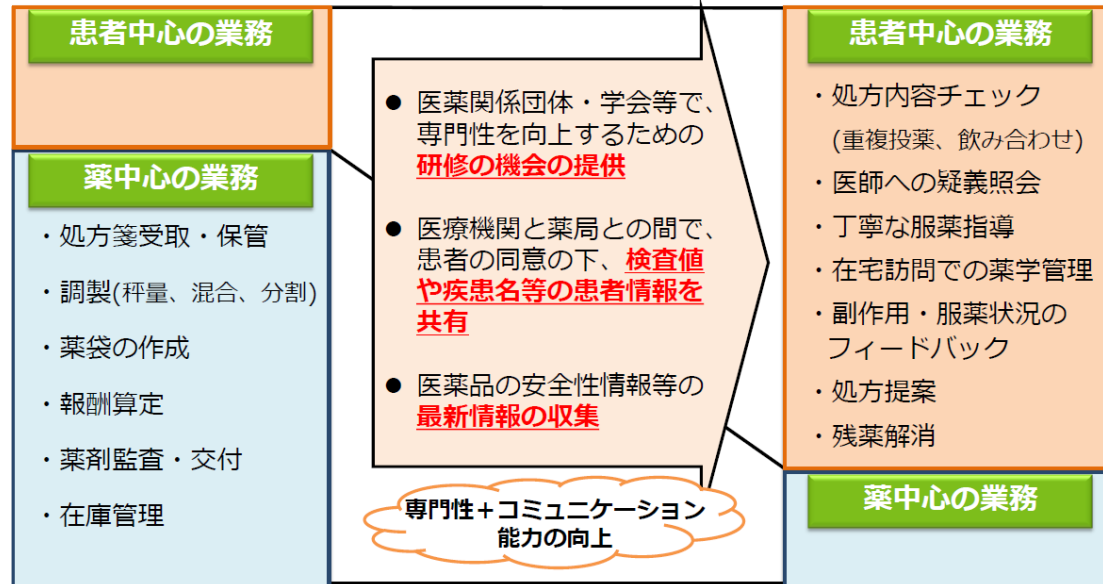 患者中心の業務
薬中心の業務
・処方箋受取・保管
・調製(秤量、混合、分割)
・薬袋の作成
・報酬算定
・薬剤監査・交付
・在庫管理
● 医薬関係団体・学会等で、
専門性を向上するための
研修の機会の提供
● 医療機関と薬局との間で、
患者の同意の下、検査値
や疾患名等の患者情報を
共有
● 医薬品の安全性情報等の
最新情報の収集
専門性+コミュニケーション
能力の向上
患者中心の業務
・処方内容チェック
(重複投薬、飲み合わせ)
・医師への疑義照会
・丁寧な服薬指導
・在宅訪問での薬学管理
・副作用・服薬状況の
フィードバック
・処方提案
・残薬解消
薬中心の業務